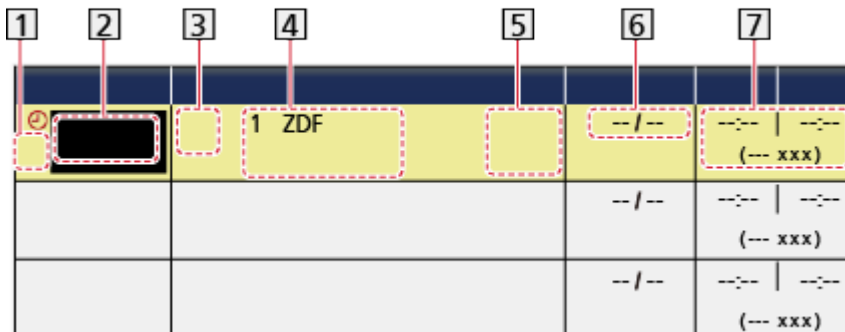 1 2 3 4 5 6 7
1 ZDF --/-- --:-- | --:--
(--- xxx)
--/-- --:-- | --:--
(--- xxx)
--/-- --:-- | --:--
(--- xxx)